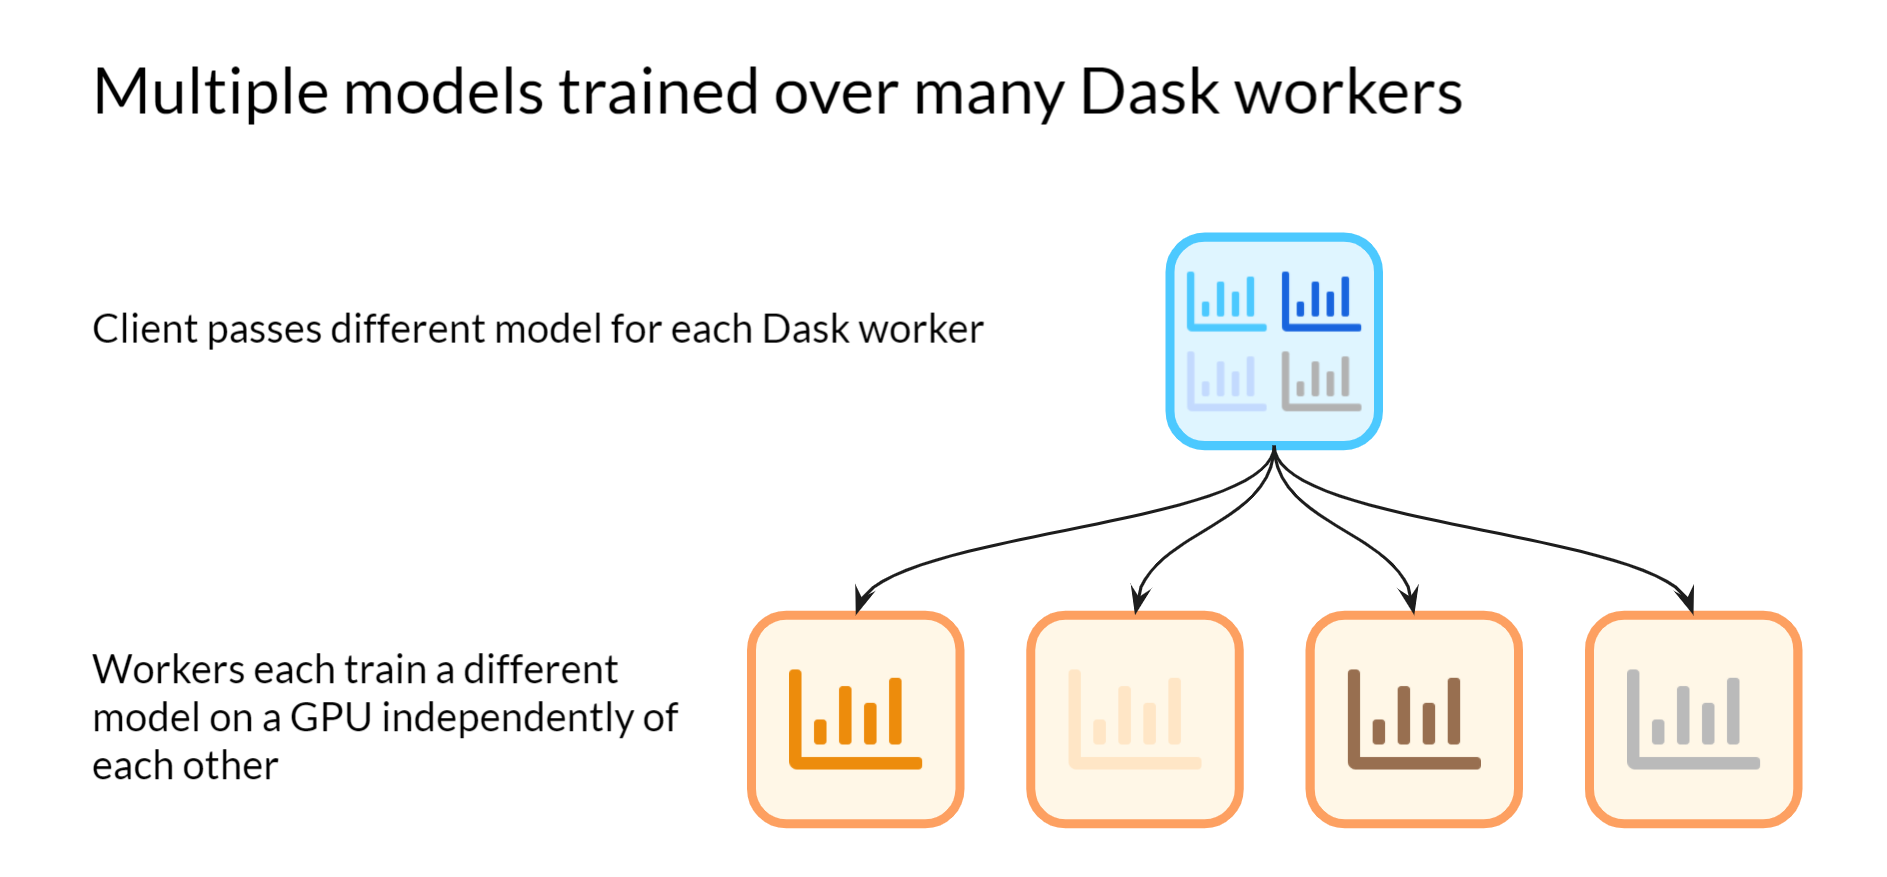 Multiple models trained over many Dask workers
Client passes different model for each Dask worker
Workers each train a different
model on a GPU independently of
each other